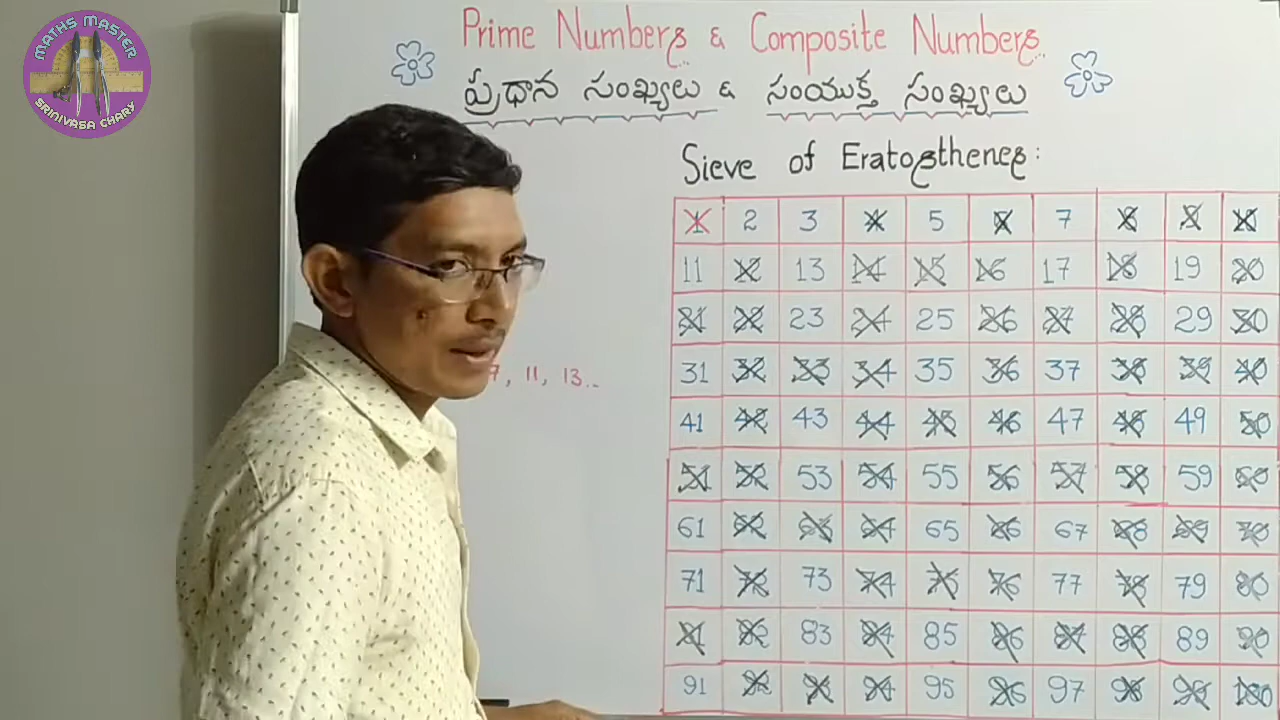 MATHS MASTER
SRINIVASA CHARY
Prime Numbers & Composite Numbers
ప్రధాన సంఖ్యలు & సంయుక్త సంఖ్యలు
Sieve of Eratosthenes:
1 2 3 4 5 6 7 8 9 10
11 12 13 14 15 16 17 18 19 20
21 22 23 24 25 26 27 28 29 30
7, 11, 13..
31 32 33 34 35 36 37 38 39 40
41 42 43 44 45 46 47 48 49 50
51 52 53 54 55 56 57 58 59 60
61 62 63 64 65 66 67 68 69 70
71 72 73 74 75 76 77 78 79 80
81 82 83 84 85 86 87 88 89 90
91 92 93 94 95 96 97 98 99 100